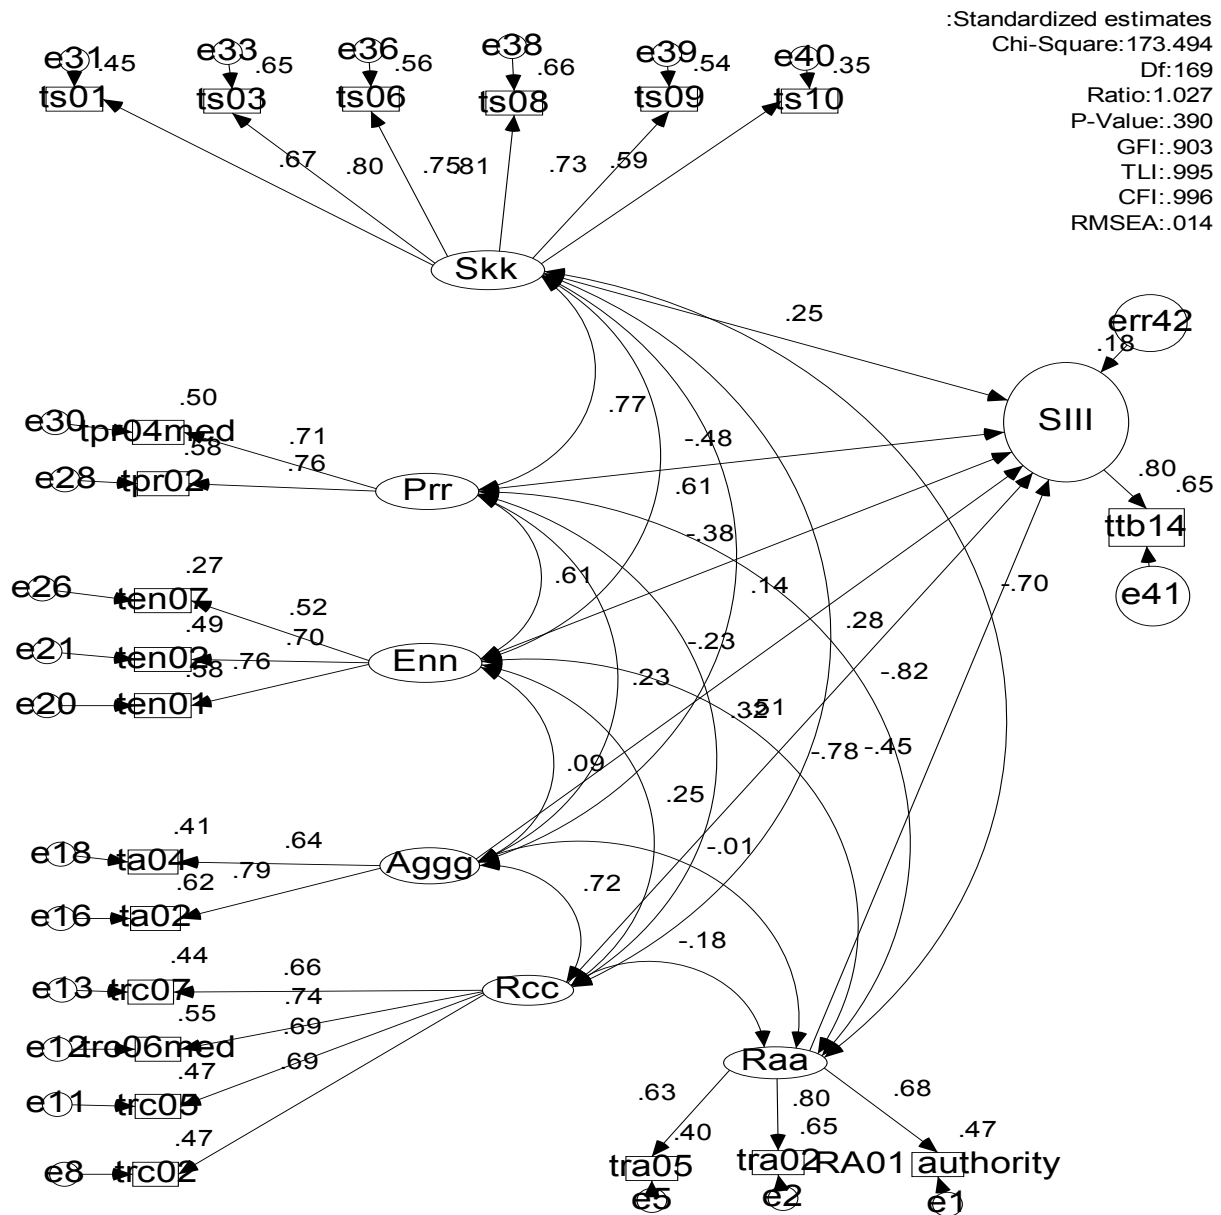 :Standardized estimates
Chi-Square:173.494
Df:169
Ratio:1.027
P-Value:.390
GFI:.903
TLI:.995
CFI:.996
RMSEA:.014
e31 .45 e33 .65 e36 .56 e38 .66 e39 .54 e40 .35
ts01 ts03 ts06 ts08 ts09 ts10
.67 .80 .75 .81 .73 .59
Skk
.25
err42
.18
SIII
.77
-.48
.50
e30 tpr04med .71
.58 .76
e28 tpr02
Prr
.61
.80 .65
ttb14
e41
-.38
.61
.14
-.70
.27
e26 ten07 .52
.49 .70
e21 ten02 .76
.58
e20 ten01
Enn
-.23
.28
.23
-.82
.32 .51
-.78 -.45
.09
.25
-.01
.41
e18 ta04 .64
.62 .79
e16 ta02
Aggg
.72
-.18
.44
e13 trc07 .66
.74
.55 .69
e12 trc06med
.47 .69
e11 trc05
.47
e8 trc02
Rcc
Raa
.63 .80 .68
.40 .65 .47
tra05 tra02 RA01 authority
e5 e2 e1